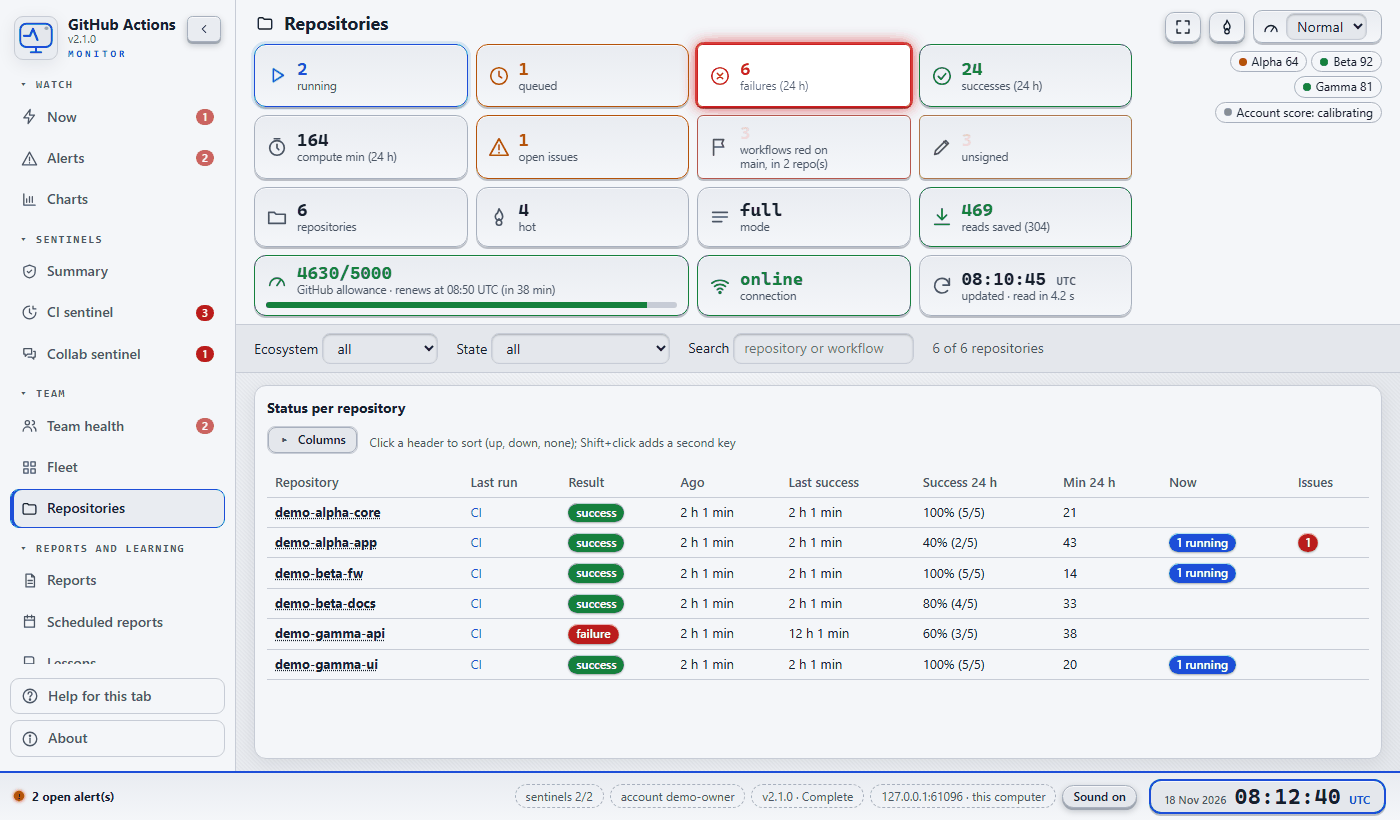 GitHub Actions
v2.1.0
MONITOR
WATCH
Now 1
Alerts 2
Charts
SENTINELS
Summary
CI sentinel 3
Collab sentinel 1
TEAM
Team health 2
Fleet
Repositories
REPORTS AND LEARNING
Reports
Scheduled reports
Lessons
Help for this tab
About
Repositories
2
running
1
queued
6
failures (24 h)
24
successes (24 h)
164
compute min (24 h)
1
open issues
3
workflows red on
main, in 2 repo(s)
3
unsigned
6
repositories
4
hot
full
mode
469
reads saved (304)
4630/5000
GitHub allowance · renews at 08:50 UTC (in 38 min)
online
connection
08:10:45 UTC
updated · read in 4.2 s
Normal
Alpha 64
Beta 92
Gamma 81
Account score: calibrating
Ecosystem all State all Search repository or workflow 6 of 6 repositories
Status per repository
Columns Click a header to sort (up, down, none); Shift+click adds a second key
Repository Last run Result Ago Last success Success 24 h Min 24 h Now Issues
demo-alpha-core CI success 2 h 1 min 2 h 1 min 100% (5/5) 21
demo-alpha-app CI success 2 h 1 min 2 h 1 min 40% (2/5) 43 1 running 1
demo-beta-fw CI success 2 h 1 min 2 h 1 min 100% (5/5) 14 1 running
demo-beta-docs CI success 2 h 1 min 2 h 1 min 80% (4/5) 33
demo-gamma-api CI failure 2 h 1 min 12 h 1 min 60% (3/5) 38
demo-gamma-ui CI success 2 h 1 min 2 h 1 min 100% (5/5) 20 1 running
2 open alert(s)
sentinels 2/2
account demo-owner
v2.1.0 · Complete
127.0.0.1:61096 · this computer
Sound on
18 Nov 2026 08:12:40 UTC